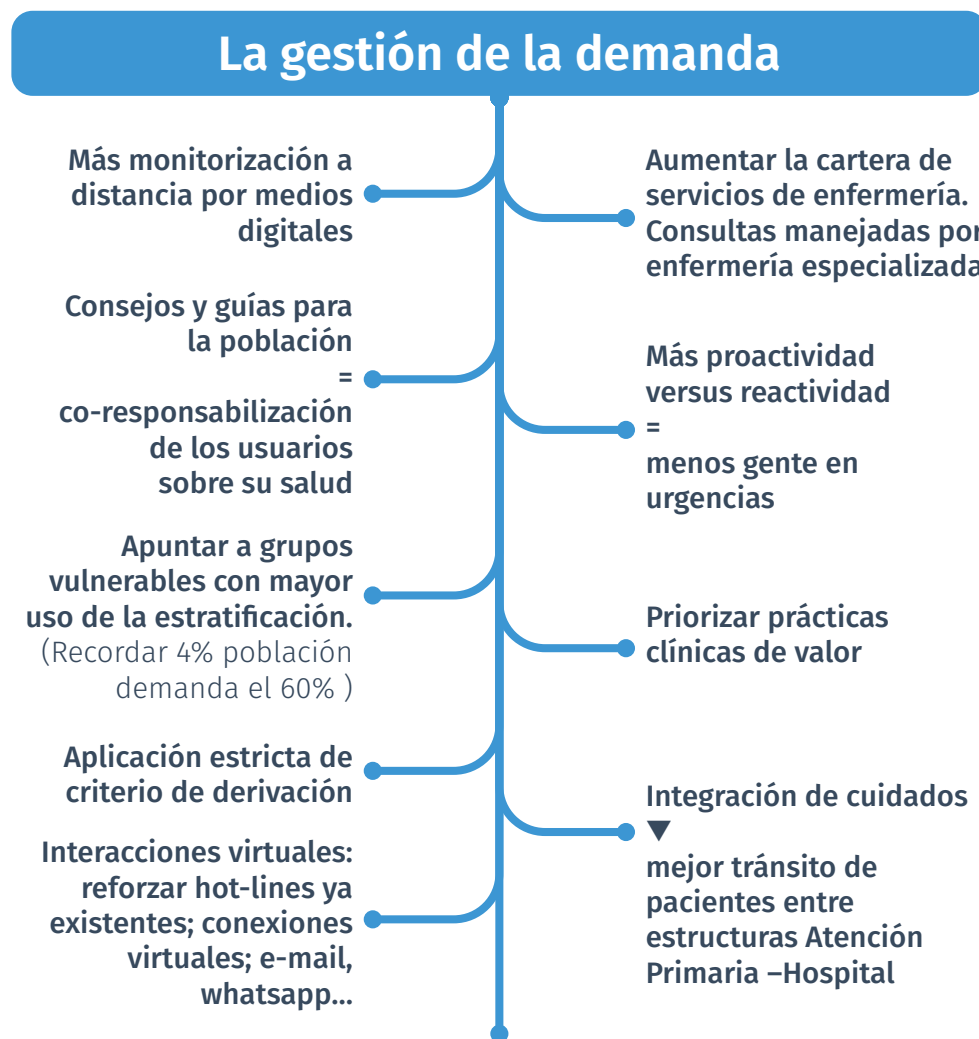 La gestión de la demanda
Más monitorización a
distancia por medios
digitales
Consejos y guías para
la población
=
co-responsabilización
de los usuarios
sobre su salud
Apuntar a grupos
vulnerables con mayor
uso de la estratificación.
(Recordar 4% población
demanda el 60% )
Aplicación estricta de
criterio de derivación
Interacciones virtuales:
reforzar hot-lines ya
existentes; conexiones
virtuales; e-mail,
whatsapp...
Aumentar la cartera de
servicios de enfermería.
Consultas manejadas por
enfermería especializada
Más proactividad
versus reactividad
=
menos gente en
urgencias
Priorizar prácticas
clínicas de valor
Integración de cuidados
▼
mejor tránsito de
pacientes entre
estructuras Atención
Primaria –Hospital